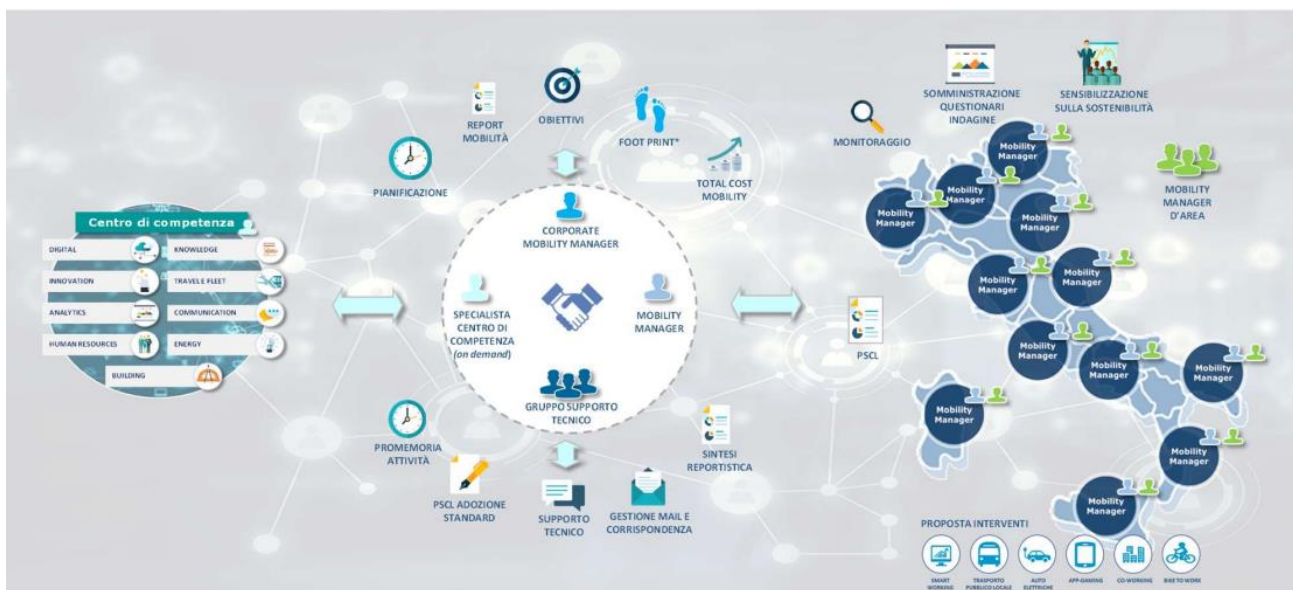 SOMMINISTRAZIONE
QUESTIONARI
INDAGINE
SENSIBILIZZAZIONE
SULLA SOSTENIBILITÀ
REPORT
MOBILITÀ
OBIETTIVI
FOOT PRINT*
MONITORAGGIO
PIANIFICAZIONE
TOTAL COST
MOBILITY
MOBILITY
MANAGER
D'AREA
Centro di competenza
DIGITAL
KNOWLEDGE
INNOVATION
TRAVEL E FLEET
ANALYTICS
COMMUNICATION
HUMAN RESOURCES
ENERGY
BUILDING
CORPORATE
MOBILITY MANAGER
SPECIALISTA
CENTRO DI
COMPETENZA
(on demand)
MOBILITY
MANAGER
GRUPPO SUPPORTO
TECNICO
PSCL
Mobility
Manager
Mobility
Manager
Mobility
Manager
Mobility
Manager
Mobility
Manager
Mobility
Manager
Mobility
Manager
Mobility
Manager
Mobility
Manager
Mobility
Manager
Mobility
Manager
Mobility
Manager
PROMEMORIA
ATTIVITÀ
PSCL ADOZIONE
STANDARD
SUPPORTO
TECNICO
GESTIONE MAIL E
CORRISPONDENZA
SINTESI
REPORTISTICA
PROPOSTA INTERVENTI
SMART
WORKING
TRASPORTO
PUBBLICO LOCALE
AUTO
ELETTRICHE
APP-GAMING
CO-WORKING
BIKE TO WORK